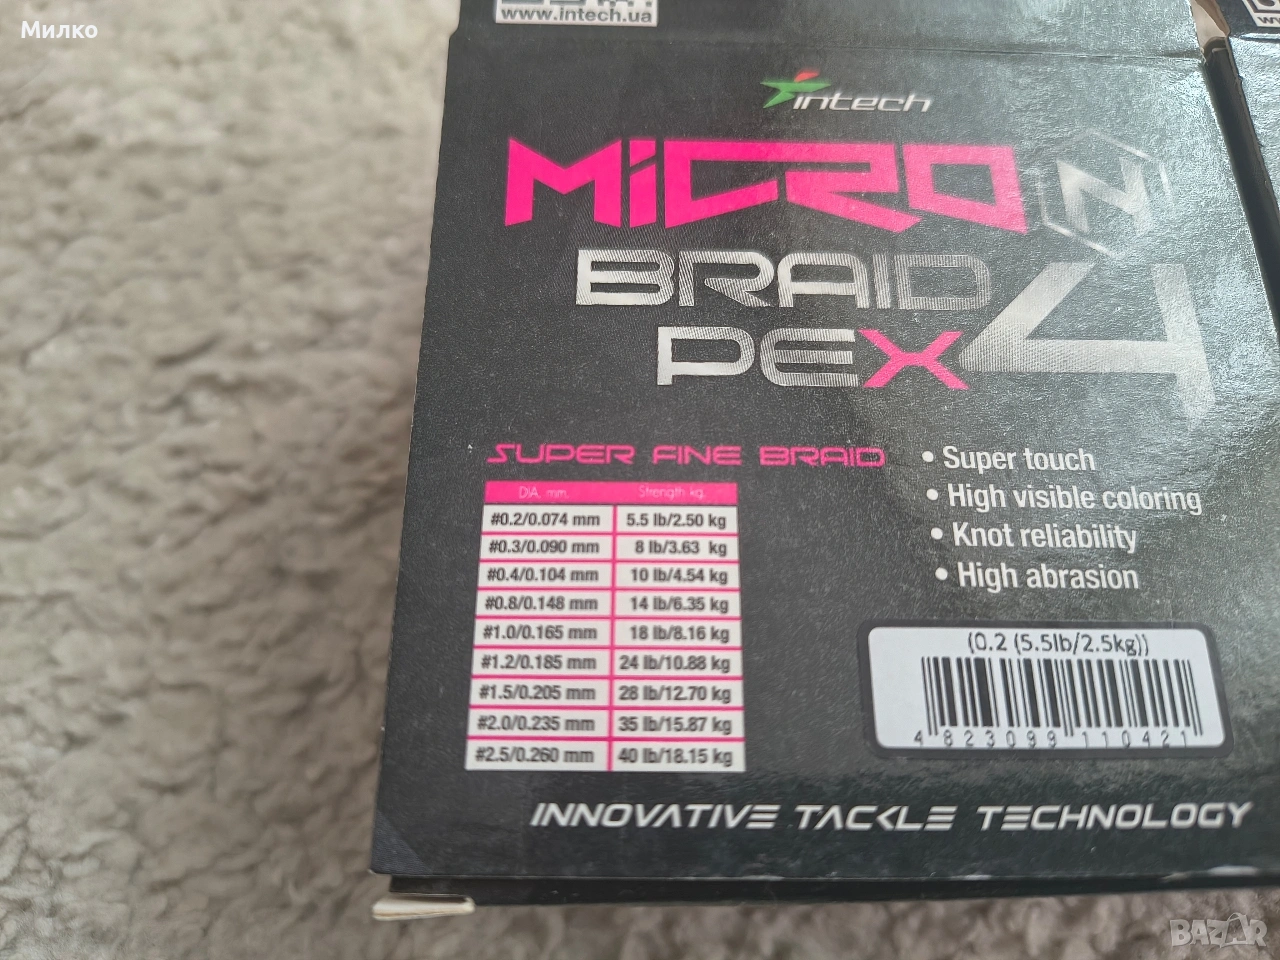 Милко
www.intech.ua
intech
MiCRO N
BRAID
PEX4
SUPER FINE BRAID
DIA. mm. Strength kg.
#0.2/0.074 mm 5.5 lb/2.50 kg
#0.3/0.090 mm 8 lb/3.63 kg
#0.4/0.104 mm 10 lb/4.54 kg
#0.8/0.148 mm 14 lb/6.35 kg
#1.0/0.165 mm 18 lb/8.16 kg
#1.2/0.185 mm 24 lb/10.88 kg
#1.5/0.205 mm 28 lb/12.70 kg
#2.0/0.235 mm 35 lb/15.87 kg
#2.5/0.260 mm 40 lb/18.15 kg
• Super touch
• High visible coloring
• Knot reliability
• High abrasion
(0.2 (5.5lb/2.5kg))
4 823099 110421
INNOVATIVE TACKLE TECHNOLOGY
BAZAR